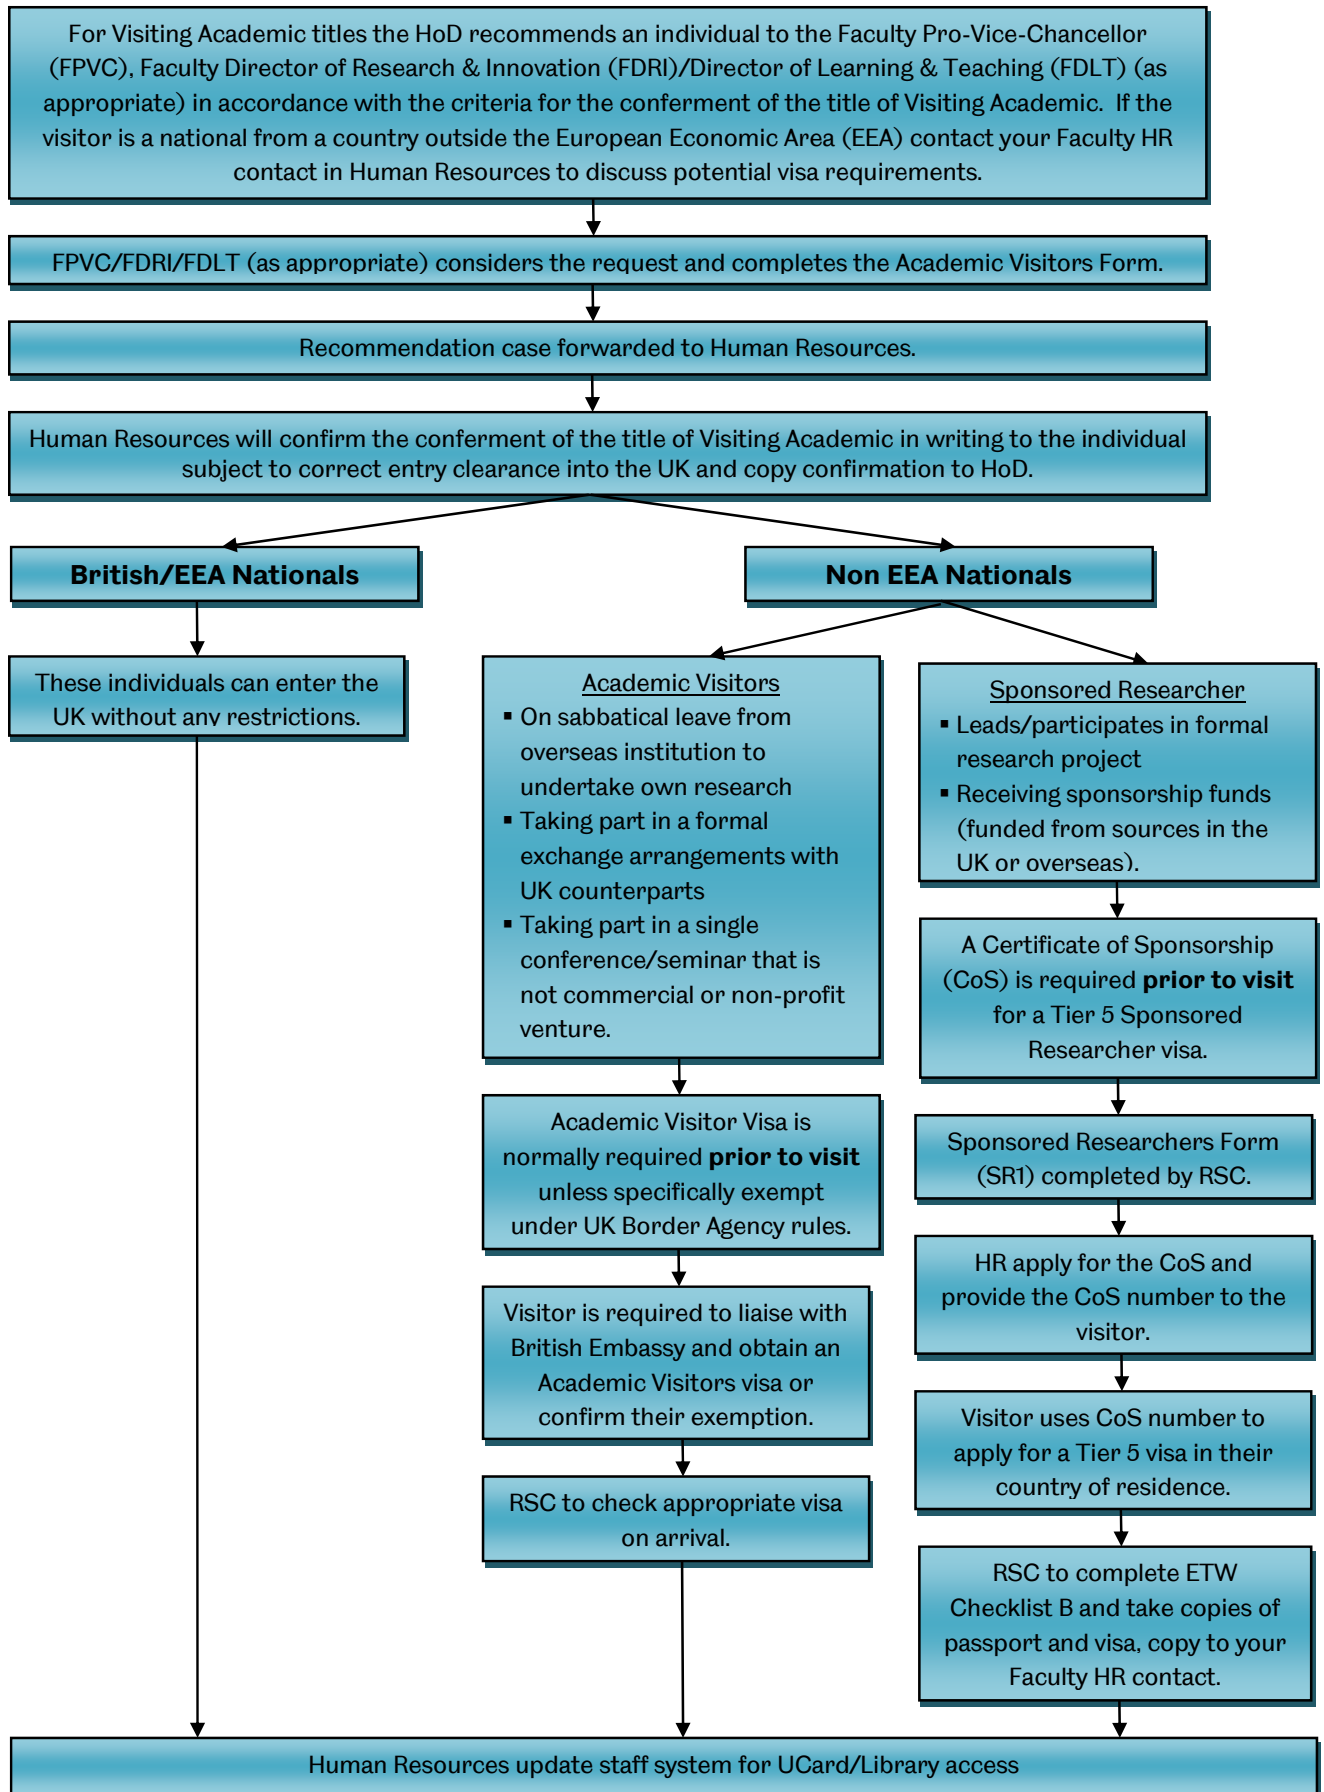 For Visiting Academic titles the HoD recommends an individual to the Faculty Pro-Vice-Chancellor
(FPVC), Faculty Director of Research & Innovation (FDRI)/Director of Learning & Teaching (FDLT) (as
appropriate) in accordance with the criteria for the conferment of the title of Visiting Academic.  If the
visitor is a national from a country outside the European Economic Area (EEA) contact your Faculty HR
contact in Human Resources to discuss potential visa requirements.
FPVC/FDRI/FDLT (as appropriate) considers the request and completes the Academic Visitors Form.
Recommendation case forwarded to Human Resources.
Human Resources will confirm the conferment of the title of Visiting Academic in writing to the individual
subject to correct entry clearance into the UK and copy confirmation to HoD.
British/EEA Nationals
These individuals can enter the
UK without any restrictions.
Non EEA Nationals
Academic Visitors
▪ On sabbatical leave from
overseas institution to
undertake own research
▪ Taking part in a formal
exchange arrangements with
UK counterparts
▪ Taking part in a single
conference/seminar that is
not commercial or non-profit
venture.
Academic Visitor Visa is
normally required prior to visit
unless specifically exempt
under UK Border Agency rules.
Visitor is required to liaise with
British Embassy and obtain an
Academic Visitors visa or
confirm their exemption.
RSC to check appropriate visa
on arrival.
Sponsored Researcher
▪ Leads/participates in formal
research project
▪ Receiving sponsorship funds
(funded from sources in the
UK or overseas).
A Certificate of Sponsorship
(CoS) is required prior to visit
for a Tier 5 Sponsored
Researcher visa.
Sponsored Researchers Form
(SR1) completed by RSC.
HR apply for the CoS and
provide the CoS number to the
visitor.
Visitor uses CoS number to
apply for a Tier 5 visa in their
country of residence.
RSC to complete ETW
Checklist B and take copies of
passport and visa, copy to your
Faculty HR contact.
Human Resources update staff system for UCard/Library access